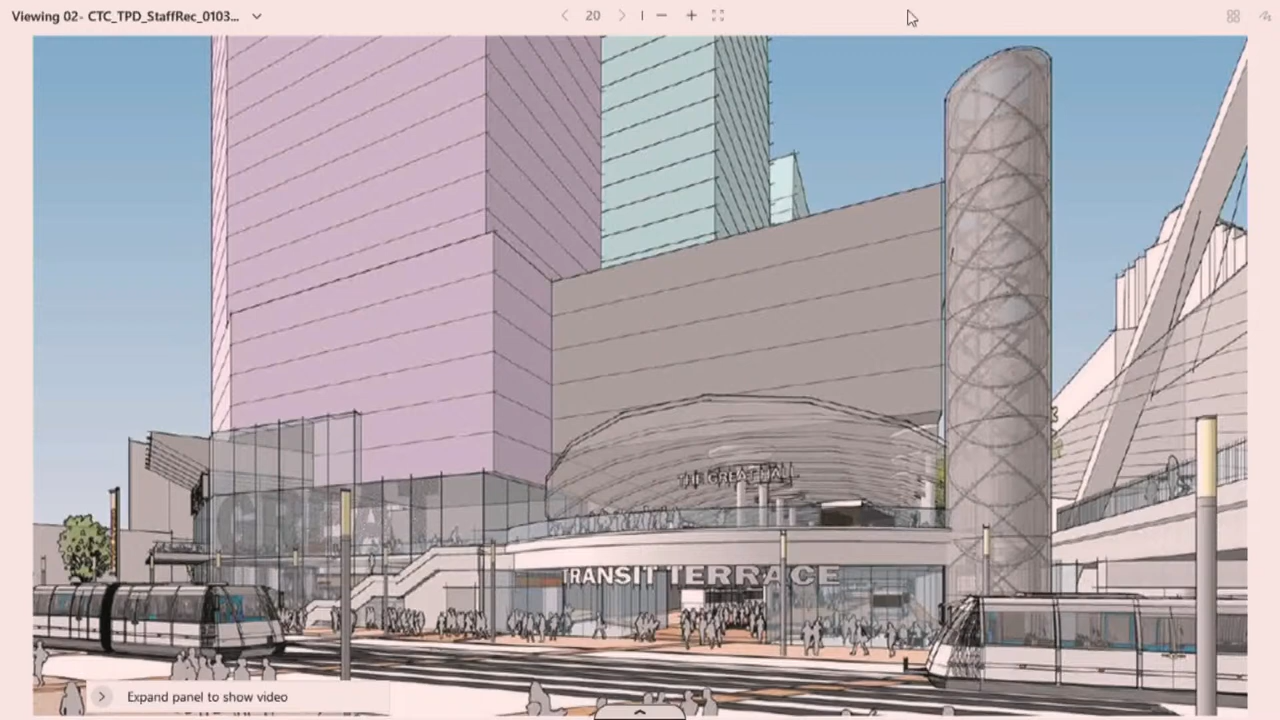 Viewing 02- CTC_TPD_StaffRec_0103...
20
THE GREAT HALL
TRANSIT TERRACE
Expand panel to show video